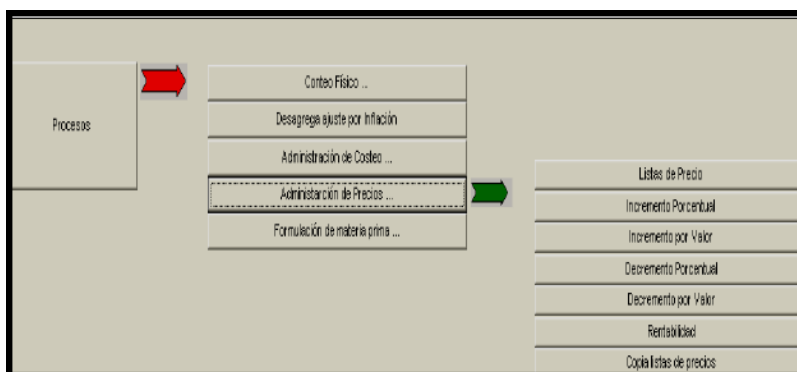 Procesos
Conteo Físico ...
Desagrega ajuste por Inflación
Administración de Costeo ...
Administarción de Precios ...
Formulación de materia prima ...
Listas de Precio
Incremento Porcentual
Incremento por Valor
Decremento Porcentual
Decremento por Valor
Rentabilidad
Copia listas de precios